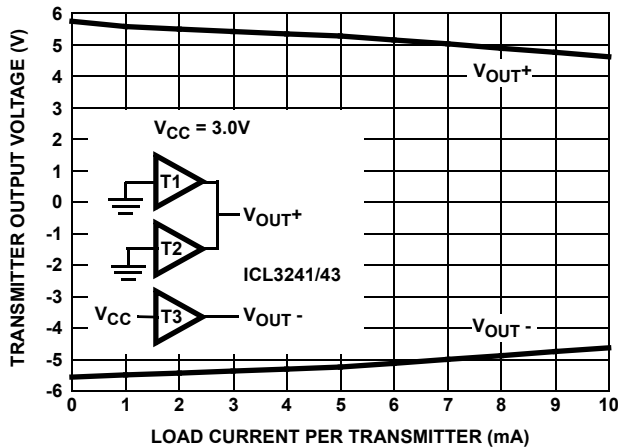 TRANSMITTER OUTPUT VOLTAGE (V)
6
5
4
3
2
1
0
-1
-2
-3
-4
-5
-6
VOUT+
VCC = 3.0V
T1
VOUT+
T2
ICL3241/43
VCC
T3
VOUT -
VOUT -
0 1 2 3 4 5 6 7 8 9 10
LOAD CURRENT PER TRANSMITTER (mA)